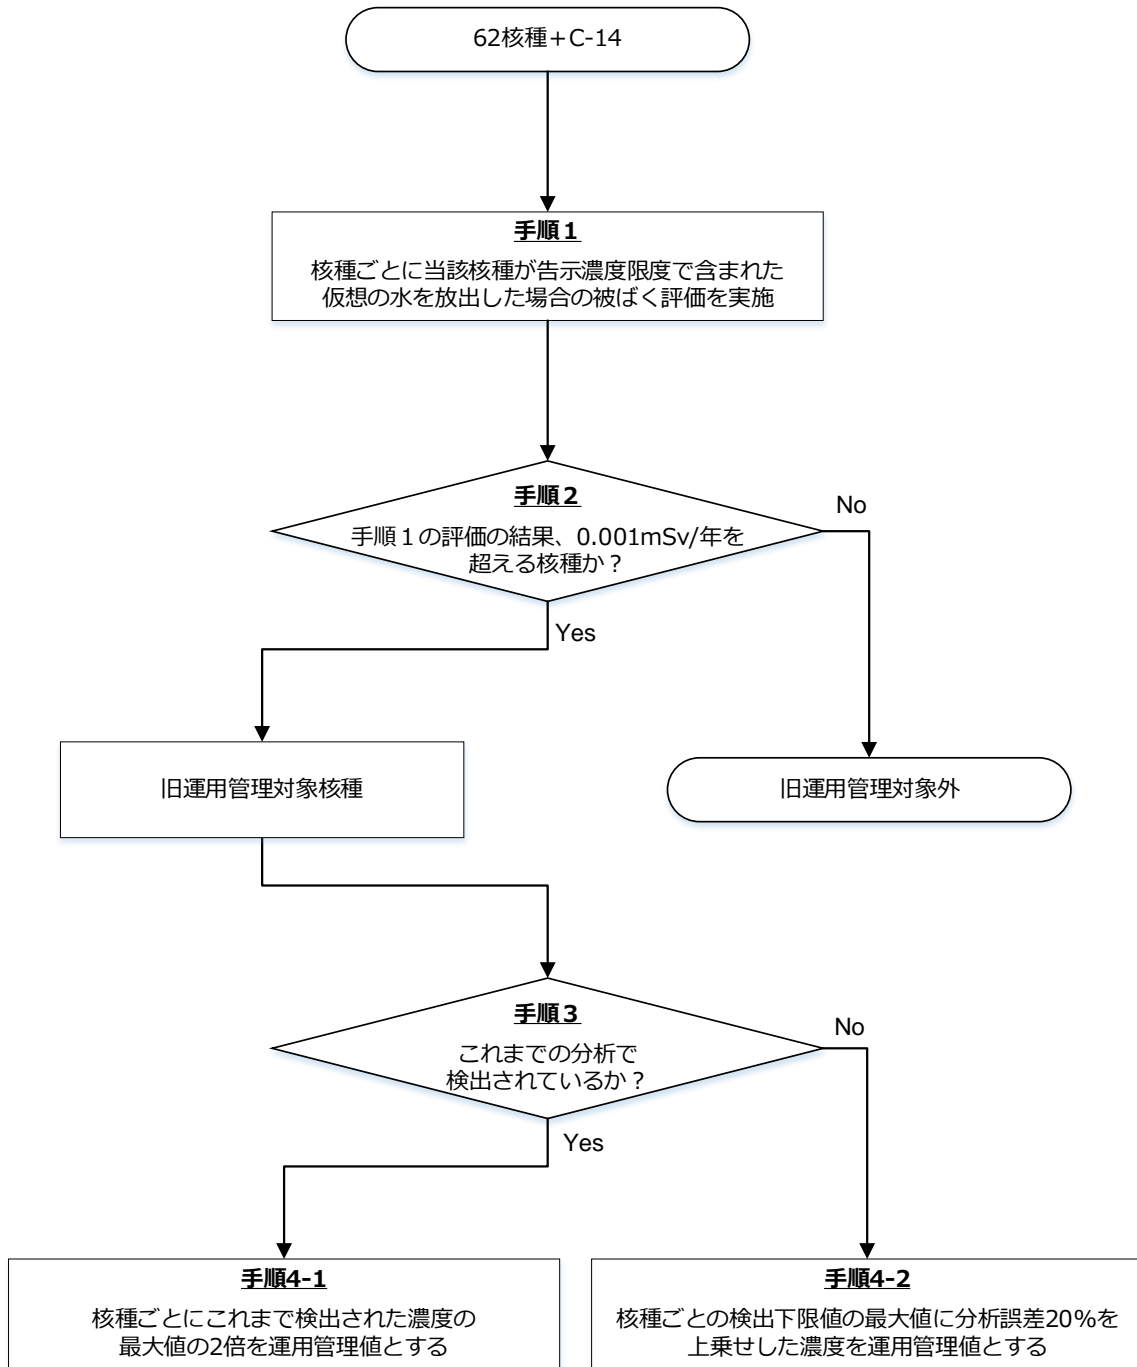 62核種+C-14
手順１
核種ごとに当該核種が告示濃度限度で含まれた
仮想の水を放出した場合の被ばく評価を実施
手順２
手順１の評価の結果、0.001mSv/年を
超える核種か？
No
Yes
旧運用管理対象核種
旧運用管理対象外
手順３
これまでの分析で
検出されているか？
No
Yes
手順4-1
核種ごとにこれまで検出された濃度の
最大値の2倍を運用管理値とする
手順4-2
核種ごとの検出下限値の最大値に分析誤差20%を
上乗せした濃度を運用管理値とする